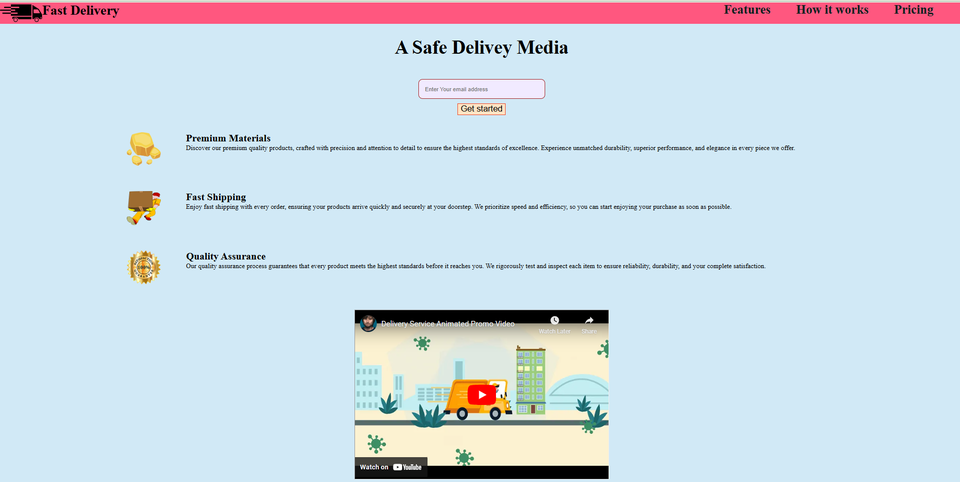 Fast Delivery
Features
How it works
Pricing
A Safe Delivey Media
Enter Your email address
Get started
Premium Materials
Discover our premium quality products, crafted with precision and attention to detail to ensure the highest standards of excellence. Experience unmatched durability, superior performance, and elegance in every piece we offer.
Fast Shipping
Enjoy fast shipping with every order, ensuring your products arrive quickly and securely at your doorstep. We prioritize speed and efficiency, so you can start enjoying your purchase as soon as possible.
Quality Assurance
Our quality assurance process guarantees that every product meets the highest standards before it reaches you. We rigorously test and inspect each item to ensure reliability, durability, and your complete satisfaction.
Delivery Service Animated Promo Video
Watch Later
Share
Watch on YouTube